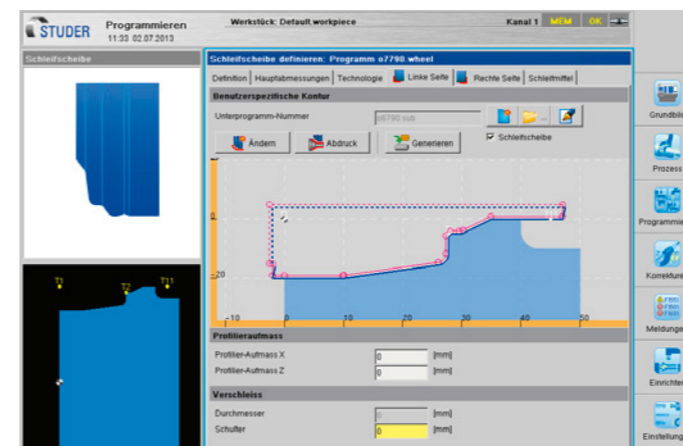 STUDER
Programmieren
11:33 02.07.2013
Werkstück: Default workpiece
Kanal 1 MEM OK
Schleifscheibe
T1 T2 T11
Schleifscheibe definieren: Programm o7790.wheel
Definition Hauptabmessungen Technologie Linke Seite Rechte Seite Schleifmittel
Benutzerspezifische Kontur
Unterprogramm-Nummer o6790.sub
Ändern Abdruck Generieren Schleifscheibe
0
-20
-10 0 10 20 30 40 50
Profilieraufmass
Profilier-Aufmass X 0 [mm]
Profilier-Aufmass Z 0 [mm]
Verschleiss
Durchmesser 0 [mm]
Schulter 0 [mm]
Grundbild
Prozess
Programmie
Korrekture
Meldunge
Einrichte
Einstellung